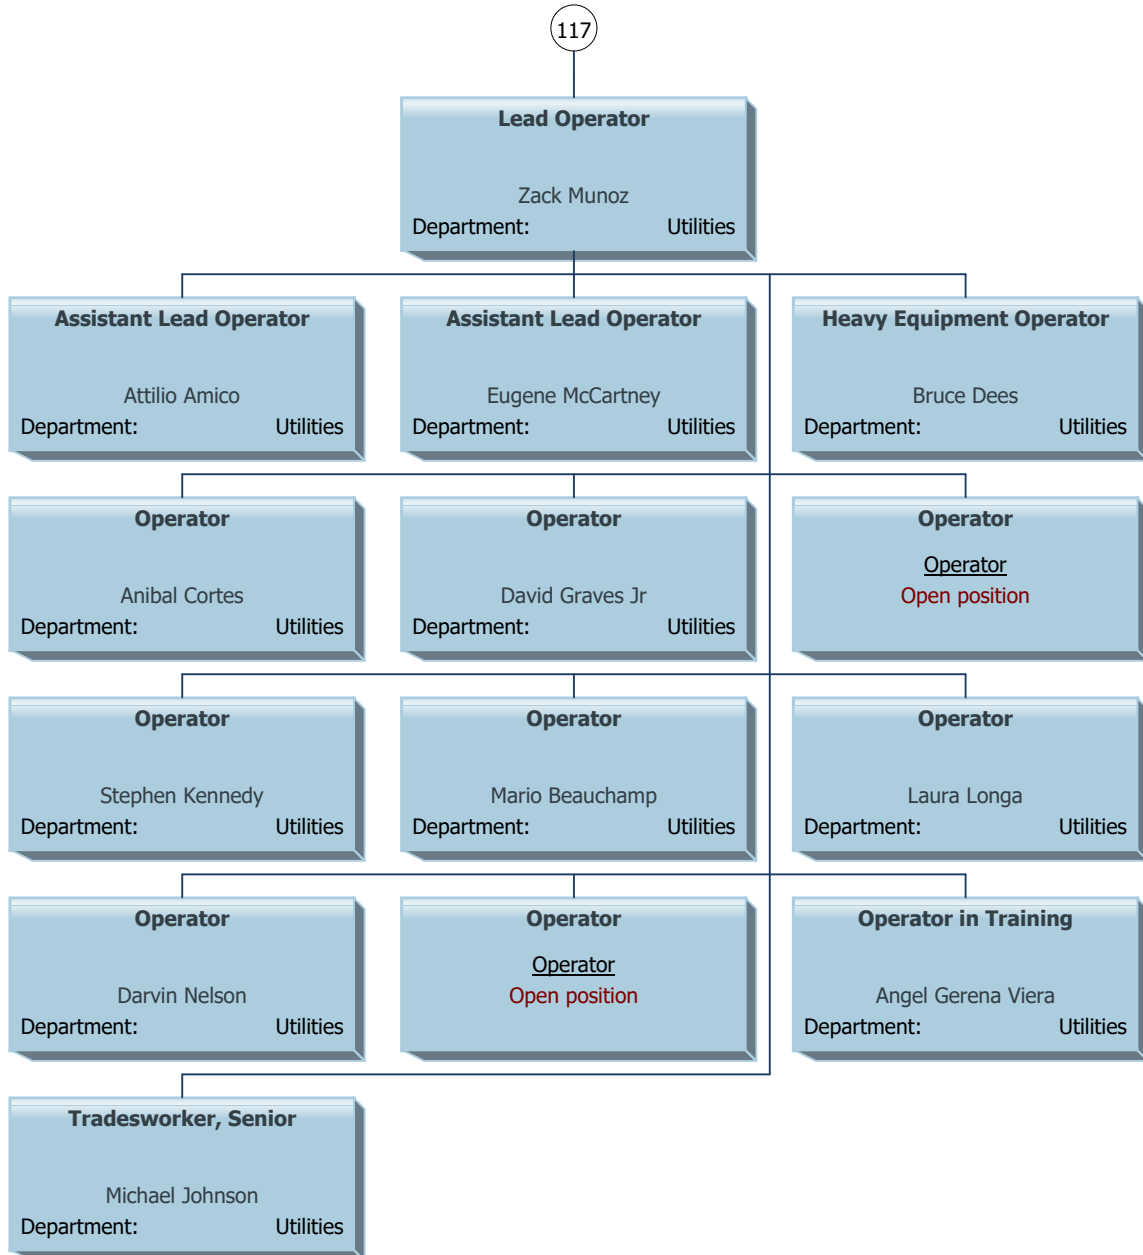 117
Lead Operator
Zack Munoz
Department: Utilities
Assistant Lead Operator
Attilio Amico
Department: Utilities
Assistant Lead Operator
Eugene McCartney
Department: Utilities
Heavy Equipment Operator
Bruce Dees
Department: Utilities
Operator
Anibal Cortes
Department: Utilities
Operator
David Graves Jr
Department: Utilities
Operator
Operator
Open position
Operator
Stephen Kennedy
Department: Utilities
Operator
Mario Beauchamp
Department: Utilities
Operator
Laura Longa
Department: Utilities
Operator
Darvin Nelson
Department: Utilities
Operator
Operator
Open position
Operator in Training
Angel Gerena Viera
Department: Utilities
Tradesworker, Senior
Michael Johnson
Department: Utilities